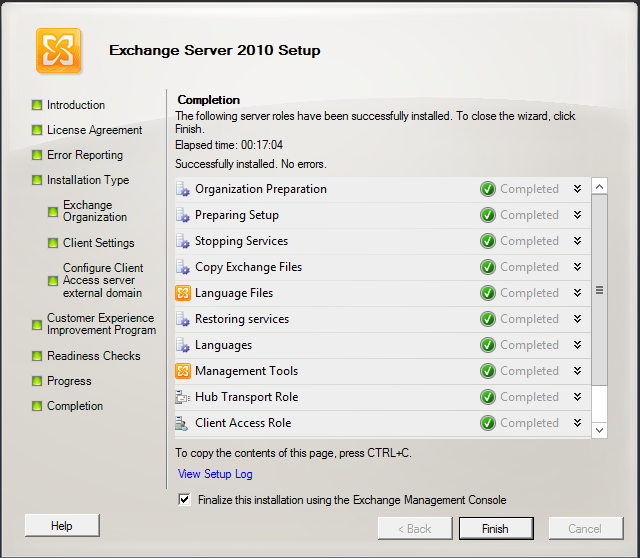 Exchange Server 2010 Setup
Introduction
License Agreement
Error Reporting
Installation Type
Exchange
Organization
Client Settings
Configure Client
Access server
external domain
Customer Experience
Improvement Program
Readiness Checks
Progress
Completion
Completion
The following server roles have been successfully installed. To close the wizard, click
Finish.
Elapsed time: 00:17:04
Successfully installed. No errors.
Organization Preparation Completed
Preparing Setup Completed
Stopping Services Completed
Copy Exchange Files Completed
Language Files Completed
Restoring services Completed
Languages Completed
Management Tools Completed
Hub Transport Role Completed
Client Access Role Completed
To copy the contents of this page, press CTRL+C.
View Setup Log
Finalize this installation using the Exchange Management Console
Help < Back Finish Cancel